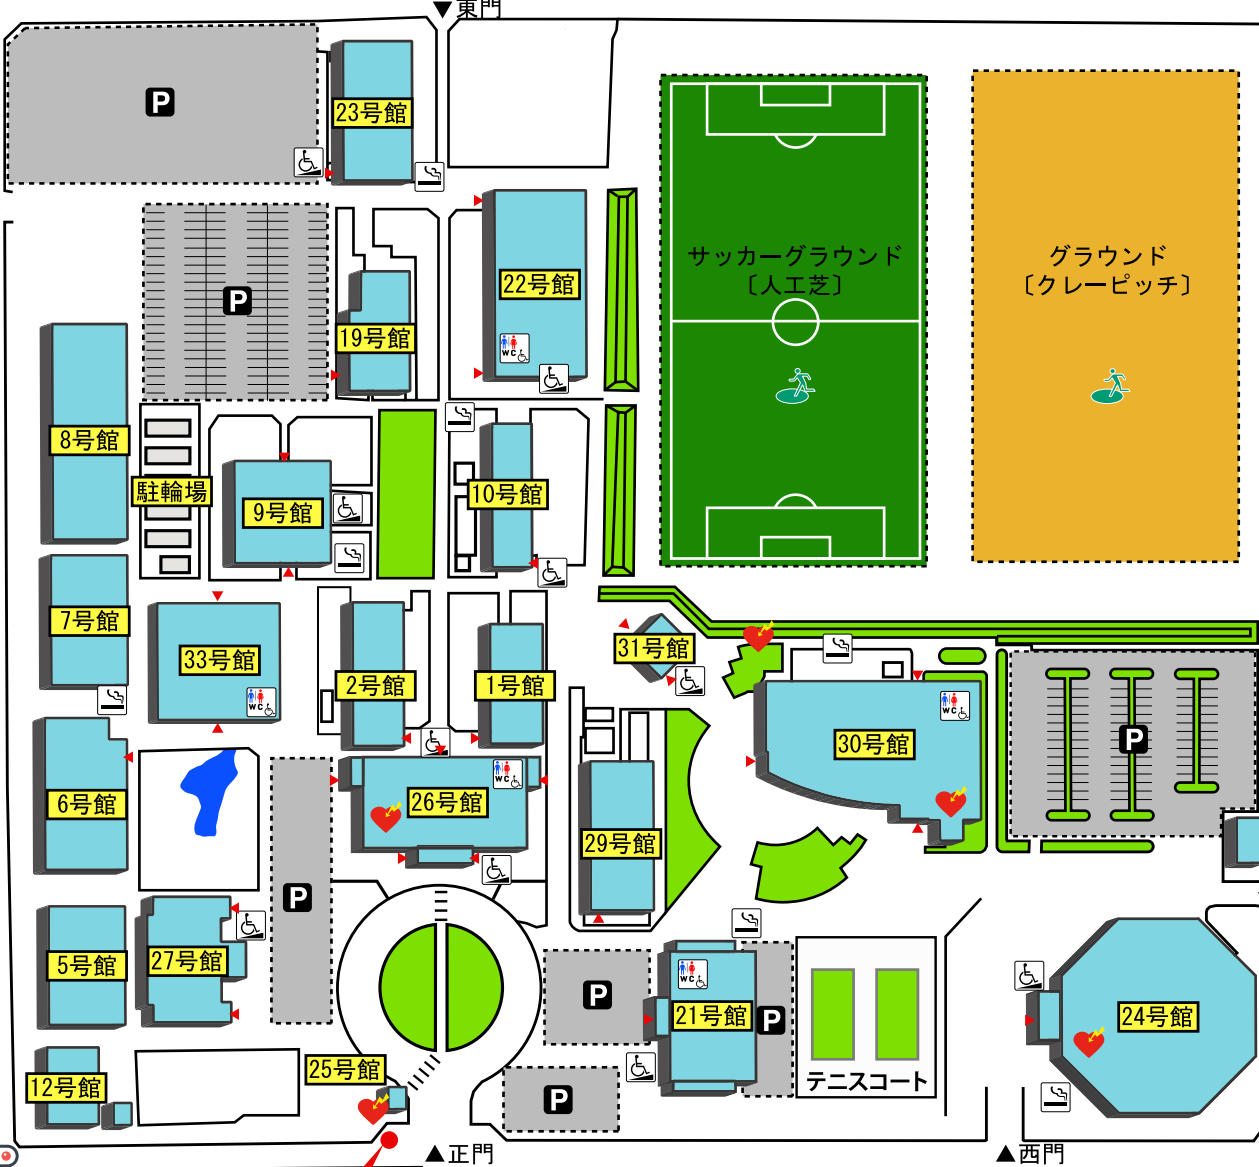 ▼東門
P
23号館
22号館
サッカーグラウンド
〔人工芝〕
グラウンド
〔クレーピッチ〕
P
19号館
WC
8号館
駐輪場
9号館
10号館
7号館
33号館
WC
2号館
1号館
31号館
30号館
WC
P
6号館
26号館
WC
29号館
P
5号館
27号館
21号館
WC
P
P
24号館
テニスコート
12号館
25号館
P
▲正門
▲西門